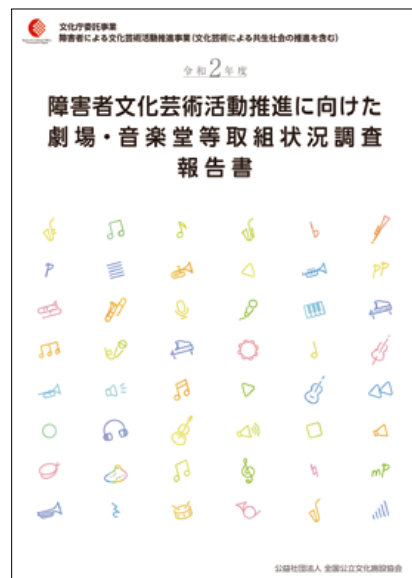 文化庁委託事業
障害者による文化芸術活動推進事業(文化芸術による共生社会の推進を含む)
令和2年度
障害者文化芸術活動推進に向けた
劇場・音楽堂等取組状況調査
報告書
p
pp
mp
公益社団法人 全国公立文化施設協会